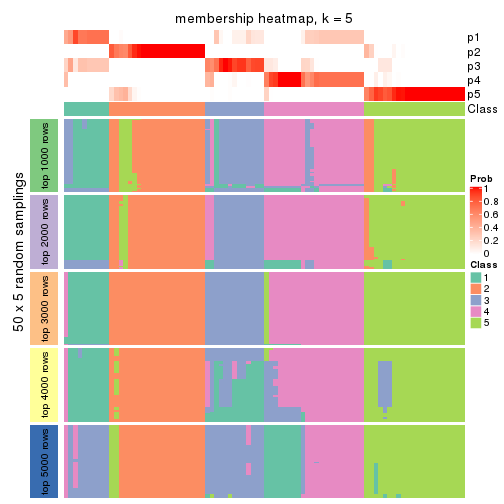 membership heatmap, k = 5
p1
p2
p3
p4
p5
Class
50 x 5 random samplings
top 1000 rows
top 2000 rows
top 3000 rows
top 4000 rows
top 5000 rows
Prob
1
0.8
0.6
0.4
0.2
0
Class
1
2
3
4
5